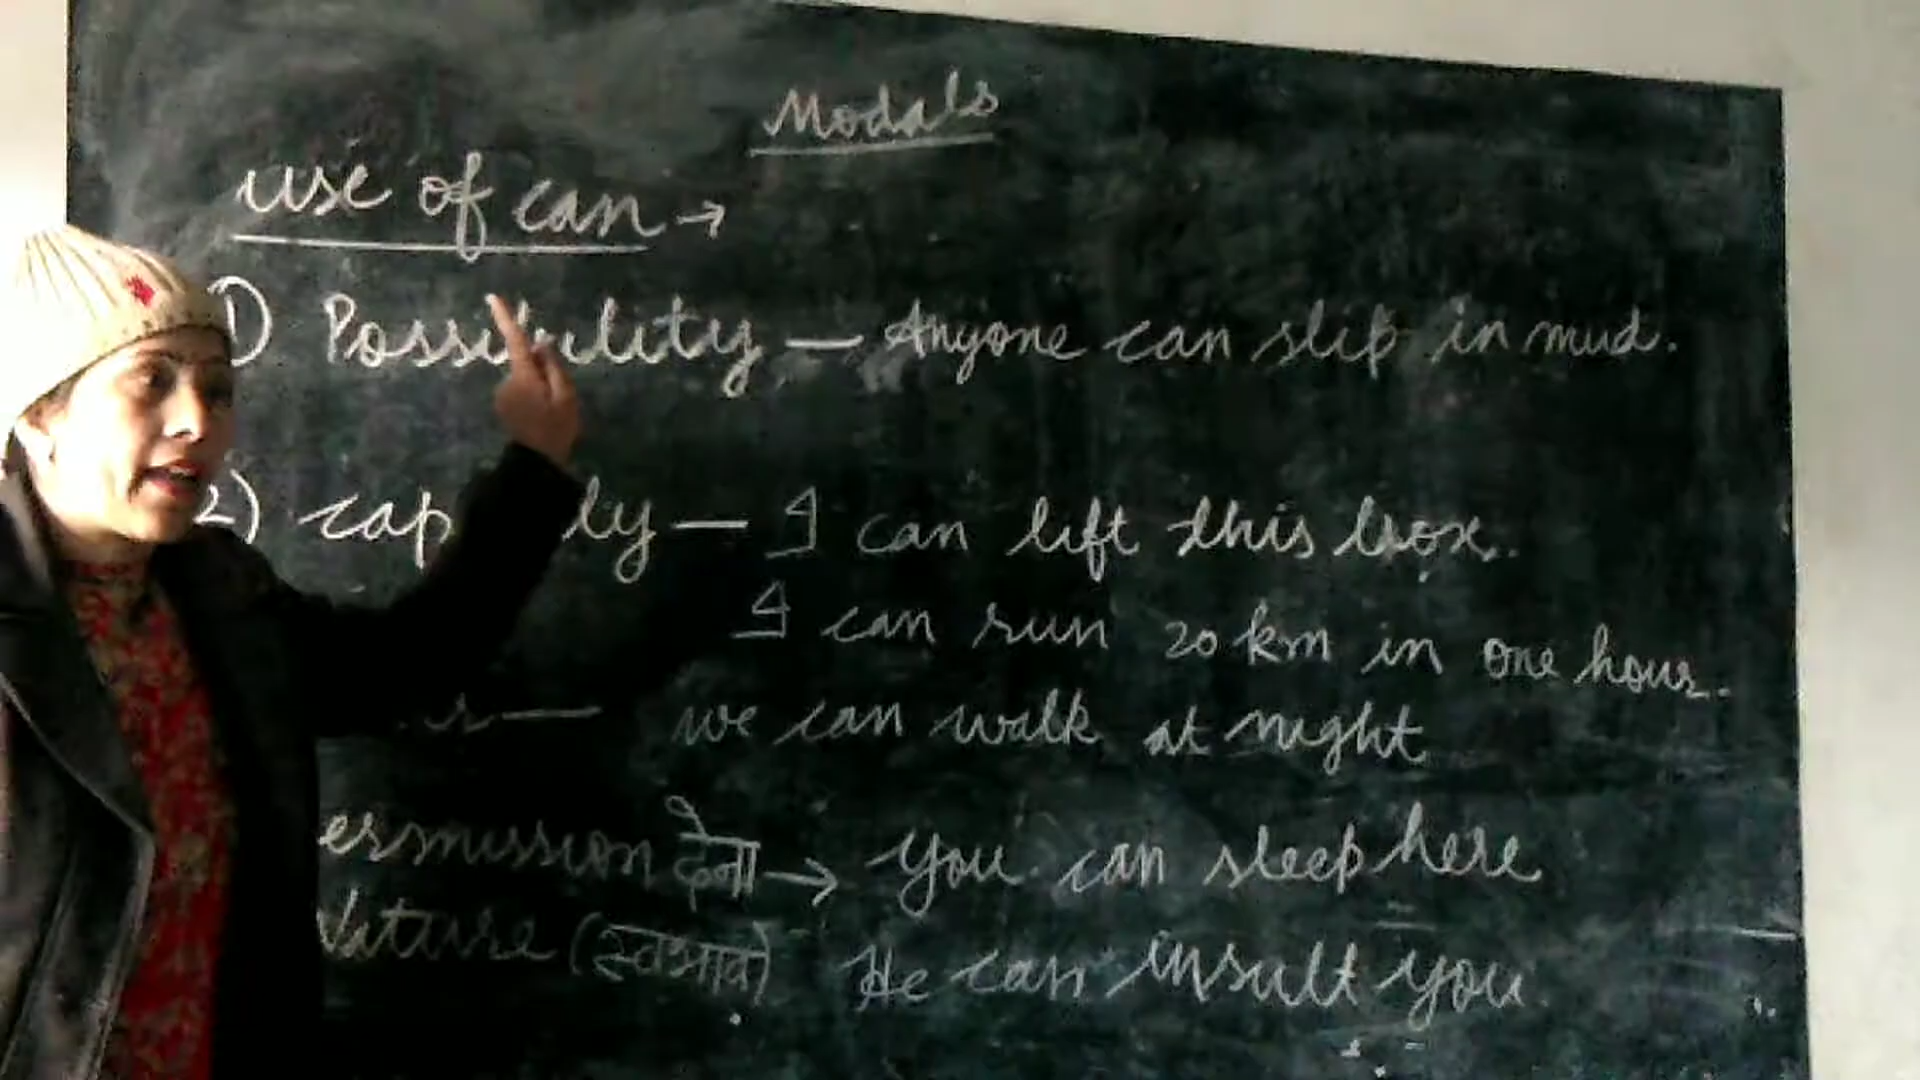 Modals
use of can →
1) Possibility — Anyone can slip in mud.
2) cap ly — I can lift this box.
I can run 20 km in one hour.
— we can walk at night
ermission देना → you can sleep here
Nature (स्वभाव) He can insult you